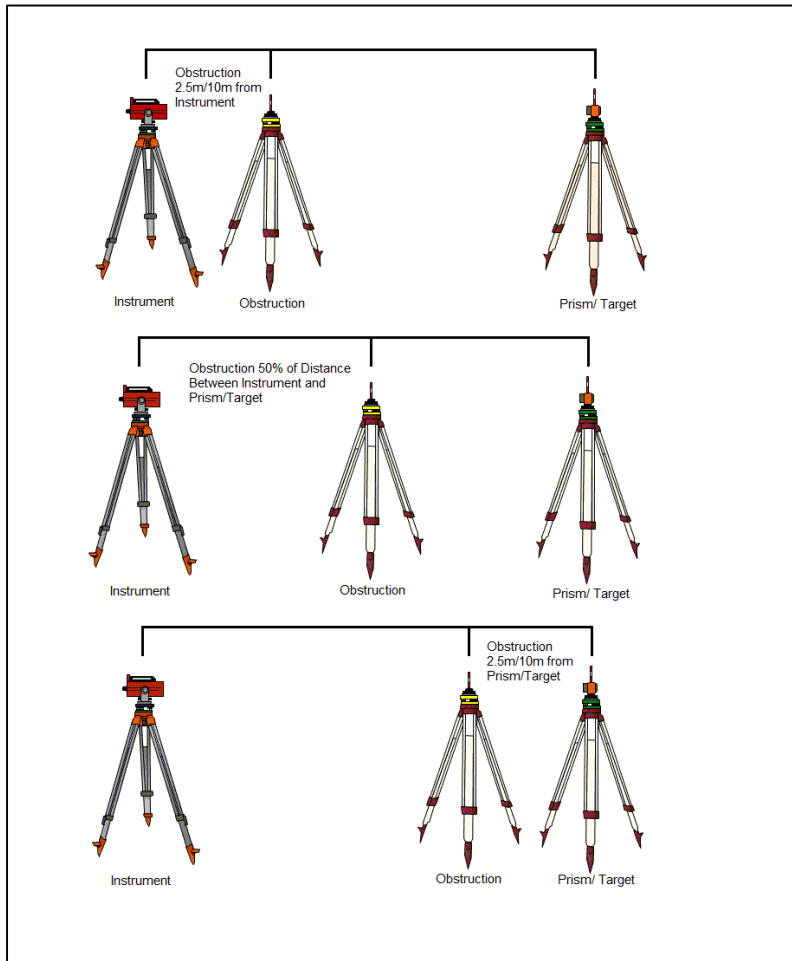 Obstruction
2.5m/10m from
Instrument
Instrument
Obstruction
Prism/ Target
Obstruction 50% of Distance
Between Instrument and
Prism/Target
Instrument
Obstruction
Prism/ Target
Obstruction
2.5m/10m from
Prism/Target
Instrument
Obstruction
Prism/ Target